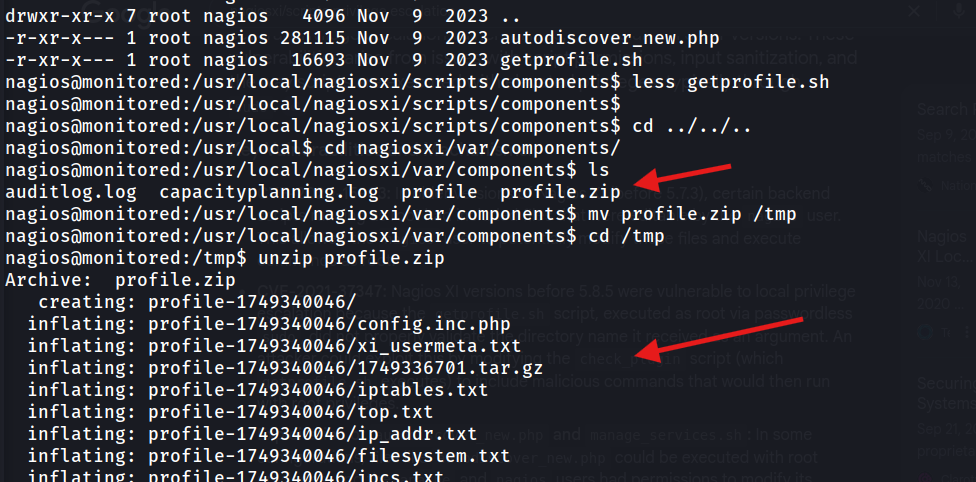 drwxr-xr-x 7 root nagios   4096 Nov  9  2023 ..
-r-xr-x--- 1 root nagios 281115 Nov  9  2023 autodiscover_new.php
-r-xr-x--- 1 root nagios  16693 Nov  9  2023 getprofile.sh
nagios@monitored:/usr/local/nagiosxi/scripts/components$ less getprofile.sh
nagios@monitored:/usr/local/nagiosxi/scripts/components$
nagios@monitored:/usr/local/nagiosxi/scripts/components$ cd ../../..
nagios@monitored:/usr/local$ cd nagiosxi/var/components/
nagios@monitored:/usr/local/nagiosxi/var/components$ ls
auditlog.log  capacityplanning.log  profile  profile.zip
nagios@monitored:/usr/local/nagiosxi/var/components$ mv profile.zip /tmp
nagios@monitored:/usr/local/nagiosxi/var/components$ cd /tmp
nagios@monitored:/tmp$ unzip profile.zip
Archive:  profile.zip
   creating: profile-1749340046/
  inflating: profile-1749340046/config.inc.php
  inflating: profile-1749340046/xi_usermeta.txt
  inflating: profile-1749340046/1749336701.tar.gz
  inflating: profile-1749340046/iptables.txt
  inflating: profile-1749340046/top.txt
  inflating: profile-1749340046/ip_addr.txt
  inflating: profile-1749340046/filesystem.txt
  inflating: profile-1749340046/ipcs.txt